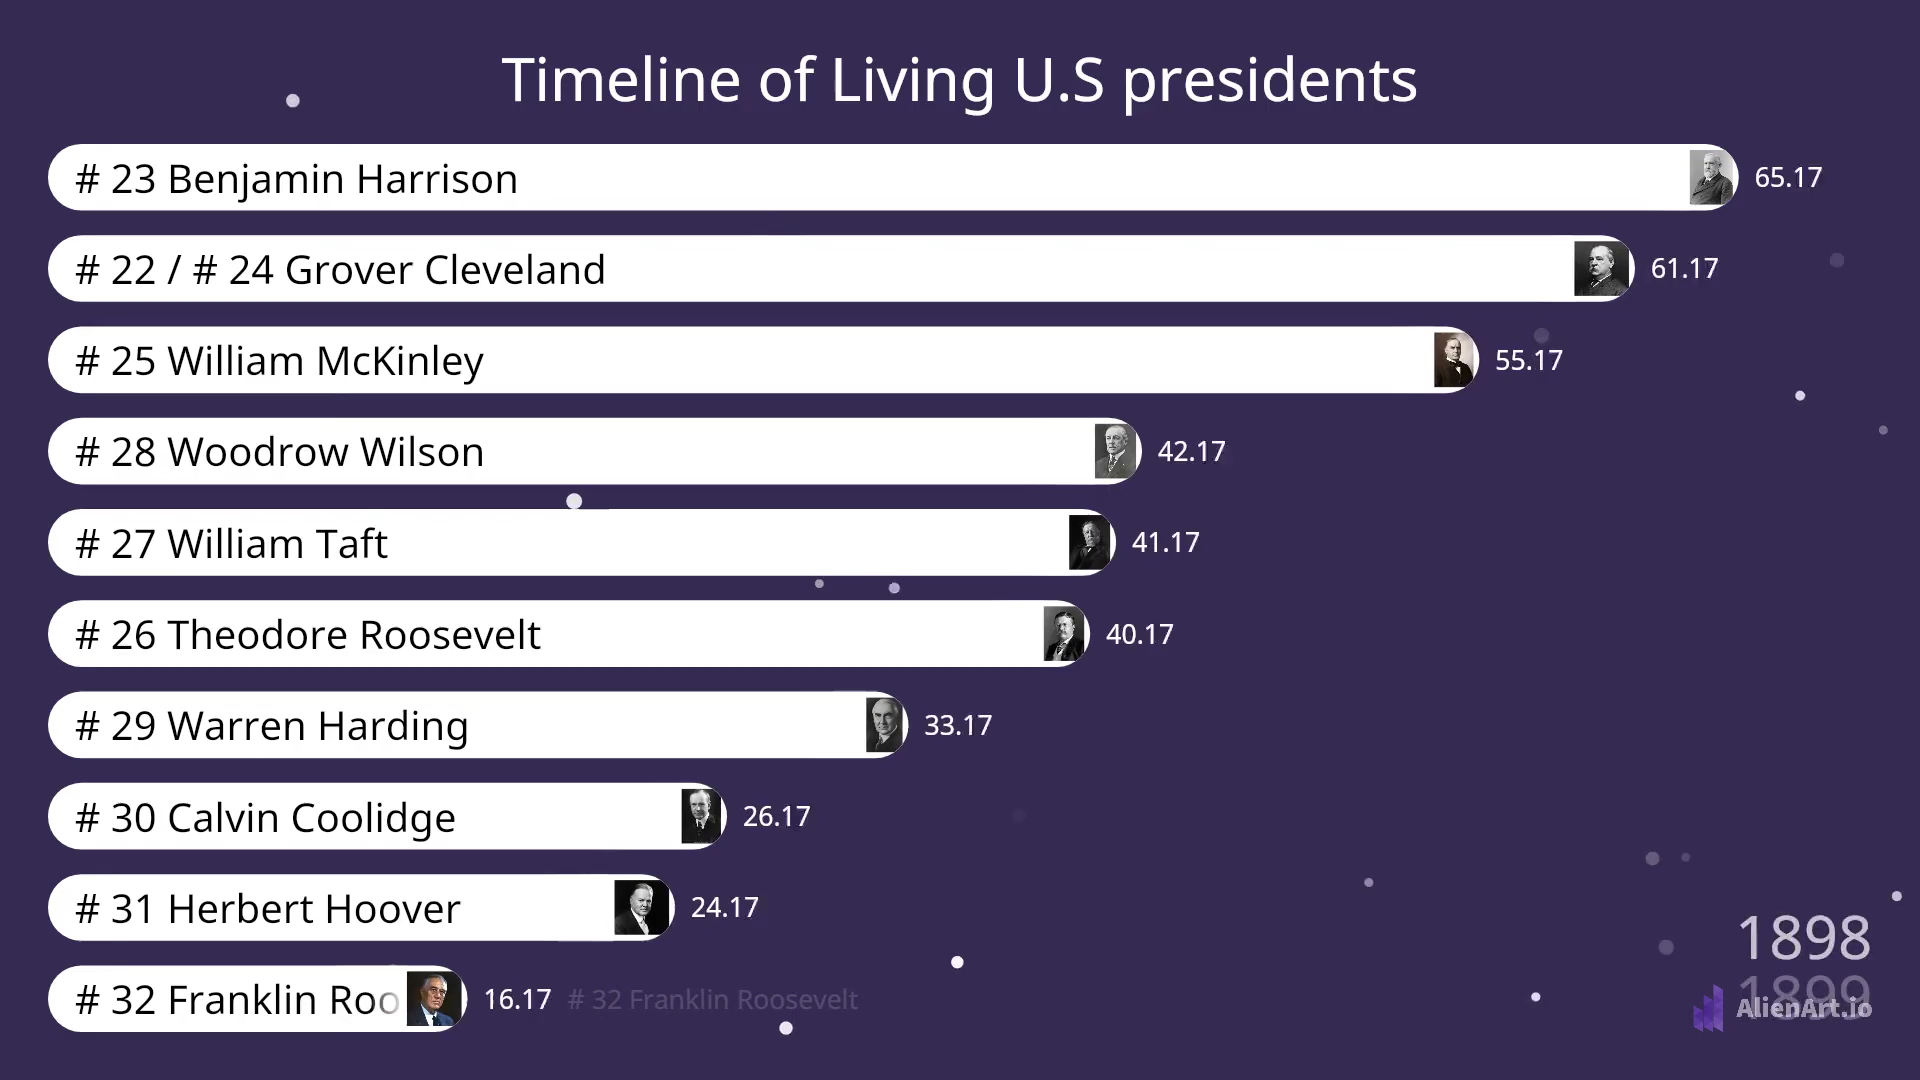 Timeline of Living U.S presidents
# 23 Benjamin Harrison 65.17
# 22 / # 24 Grover Cleveland 61.17
# 25 William McKinley 55.17
# 28 Woodrow Wilson 42.17
# 27 William Taft 41.17
# 26 Theodore Roosevelt 40.17
# 29 Warren Harding 33.17
# 30 Calvin Coolidge 26.17
# 31 Herbert Hoover 24.17
# 32 Franklin Roo 16.17 # 32 Franklin Roosevelt
1898
1899
AlienArt.io